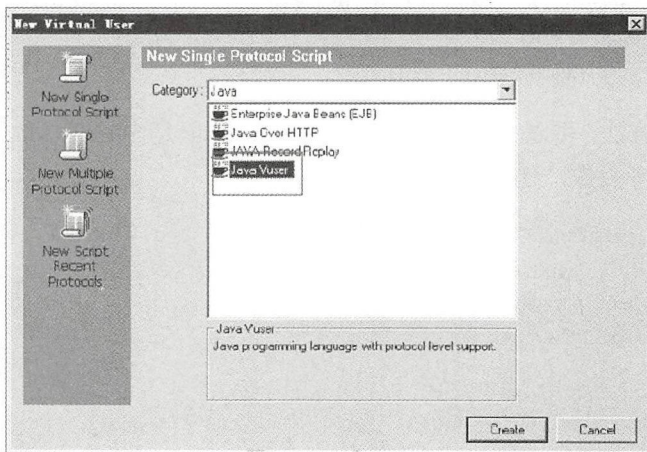 New Virtual User
New Single Protocol Script
New Single
Protocol Script
New Multiple
Protocol Script
New Script
Recent
Protocols
Category:
Java
Enterprise Java Beans (EJB)
Java Over HTTP
JAVA Record Replay
Java Vuser
Java Vuser
Java programming language with protocol level support.
Create
Cancel